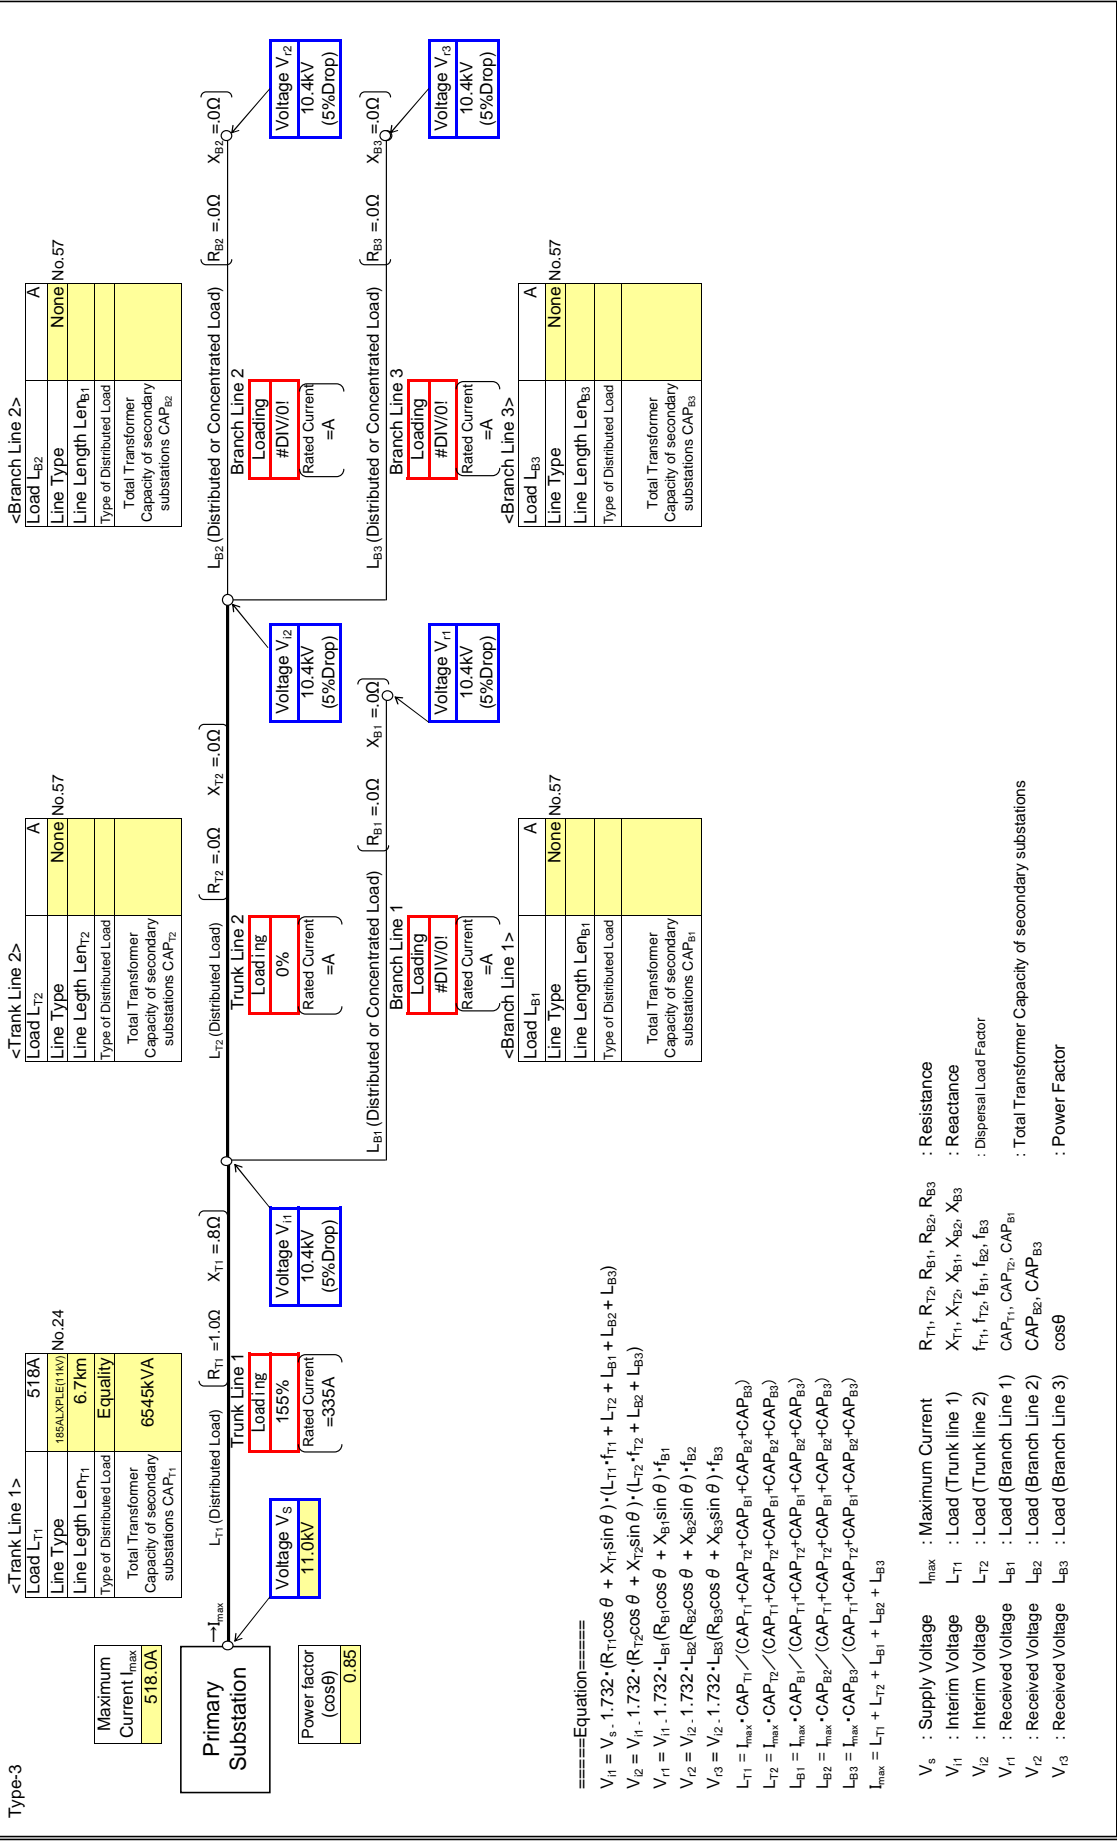 Type-3
Maximum
Current Imax
518.0A
Primary
Substation
Power factor
(cosθ)
0.85
→Imax
Voltage VS
11.0kV
<Trank Line 1>
Load LT1 518A
Line Type 185ALXPLE(11kV) No.24
Line Length LenT1 6.7km
Type of Distributed Load Equality
Total Transformer
Capacity of secondary
substations CAPT1
6545kVA
LT1 (Distributed Load)
RT1 =1.0Ω XT1 =.8Ω
Trunk Line 1
Loading
155%
Rated Current
=335A
Voltage Vi1
10.4kV
(5%Drop)
<Trank Line 2>
Load LT2 A
Line Type None No.57
Line Legth LenT2
Type of Distributed Load
Total Transformer
Capacity of secondary
substations CAPT2
LT2 (Distributed Load)
RT2 =.0Ω XT2 =.0Ω
Trunk Line 2
Loading
0%
Rated Current
=A
Voltage Vi2
10.4kV
(5%Drop)
LB1 (Distributed or Concentrated Load)
RB1 =.0Ω XB1 =.0Ω
Branch Line 1
Loading
#DIV/0!
Rated Current
=A
Voltage Vr1
10.4kV
(5%Drop)
<Branch Line 1>
Load LB1 A
Line Type None No.57
Line Length LenB1
Type of Distributed Load
Total Transformer
Capacity of secondary
substations CAPB1
<Branch Line 2>
Load LB2 A
Line Type None No.57
Line Length LenB1
Type of Distributed Load
Total Transformer
Capacity of secondary
substations CAPB2
LB2 (Distributed or Concentrated Load)
RB2 =.0Ω XB2 =.0Ω
Branch Line 2
Loading
#DIV/0!
Rated Current
=A
Voltage Vr2
10.4kV
(5%Drop)
LB3 (Distributed or Concentrated Load)
RB3 =.0Ω XB3 =.0Ω
Branch Line 3
Loading
#DIV/0!
Rated Current
=A
Voltage Vr3
10.4kV
(5%Drop)
<Branch Line 3>
Load LB3 A
Line Type None No.57
Line Length LenB3
Type of Distributed Load
Total Transformer
Capacity of secondary
substations CAPB3
=====Equation=====
Vi1 = VS - 1.732・(RT1cosθ + XT1sinθ)・(LT1・fT1 + LT2 + LB1 + LB2 + LB3)
Vi2 = Vi1 - 1.732・(RT2cosθ + XT2sinθ)・(LT2・fT2 + LB2 + LB3)
Vr1 = Vi1 - 1.732・LB1(RB1cosθ + XB1sinθ)・fB1
Vr2 = Vi2 - 1.732・LB2(RB2cosθ + XB2sinθ)・fB2
Vr3 = Vi2 - 1.732・LB3(RB3cosθ + XB3sinθ)・fB3
LT1 = Imax・CAPT1／(CAPT1+CAPT2+CAPB1+CAPB2+CAPB3)
LT2 = Imax・CAPT2／(CAPT1+CAPT2+CAPB1+CAPB2+CAPB3)
LB1 = Imax・CAPB1／(CAPT1+CAPT2+CAPB1+CAPB2+CAPB3)
LB2 = Imax・CAPB2／(CAPT1+CAPT2+CAPB1+CAPB2+CAPB3)
LB3 = Imax・CAPB3／(CAPT1+CAPT2+CAPB1+CAPB2+CAPB3)
Imax = LT1 + LT2 + LB1 + LB2 + LB3
Vs : Supply Voltage Imax : Maximum Current RT1, RT2, RB1, RB2, RB3 : Resistance
Vi1 : Interim Voltage LT1 : Load (Trunk line 1) XT1, XT2, XB1, XB2, XB3 : Reactance
Vi2 : Interim Voltage LT2 : Load (Trunk line 2) fT1, fT2, fB1, fB2, fB3 : Dispersal Load Factor
Vr1 : Received Voltage LB1 : Load (Branch Line 1) CAPT1, CAPT2, CAPB1
Vr2 : Received Voltage LB2 : Load (Branch Line 2) CAPB2, CAPB3 : Total Transformer Capacity of secondary substations
Vr3 : Received Voltage LB3 : Load (Branch Line 3) cosθ : Power Factor